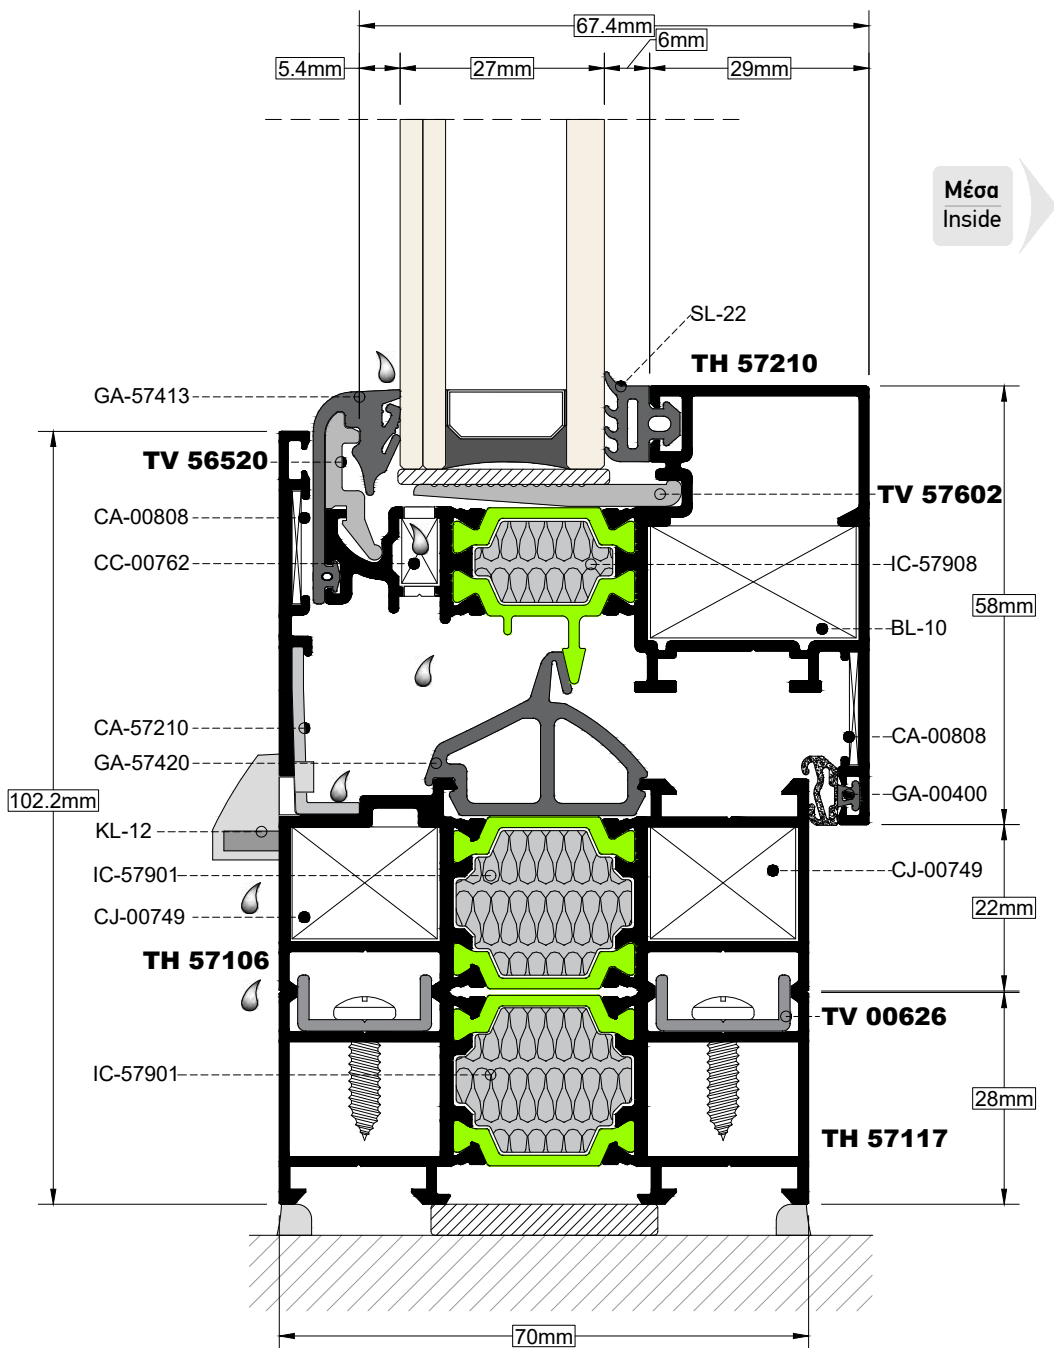 67.4mm
6mm
5.4mm
27mm
29mm
Μέσα
Inside
SL-22
TH 57210
GA-57413
TV 56520
TV 57602
CA-00808
CC-00762
IC-57908
58mm
BL-10
CA-57210
CA-00808
GA-57420
102.2mm
GA-00400
KL-12
IC-57901
CJ-00749
CJ-00749
22mm
TH 57106
TV 00626
IC-57901
28mm
TH 57117
70mm